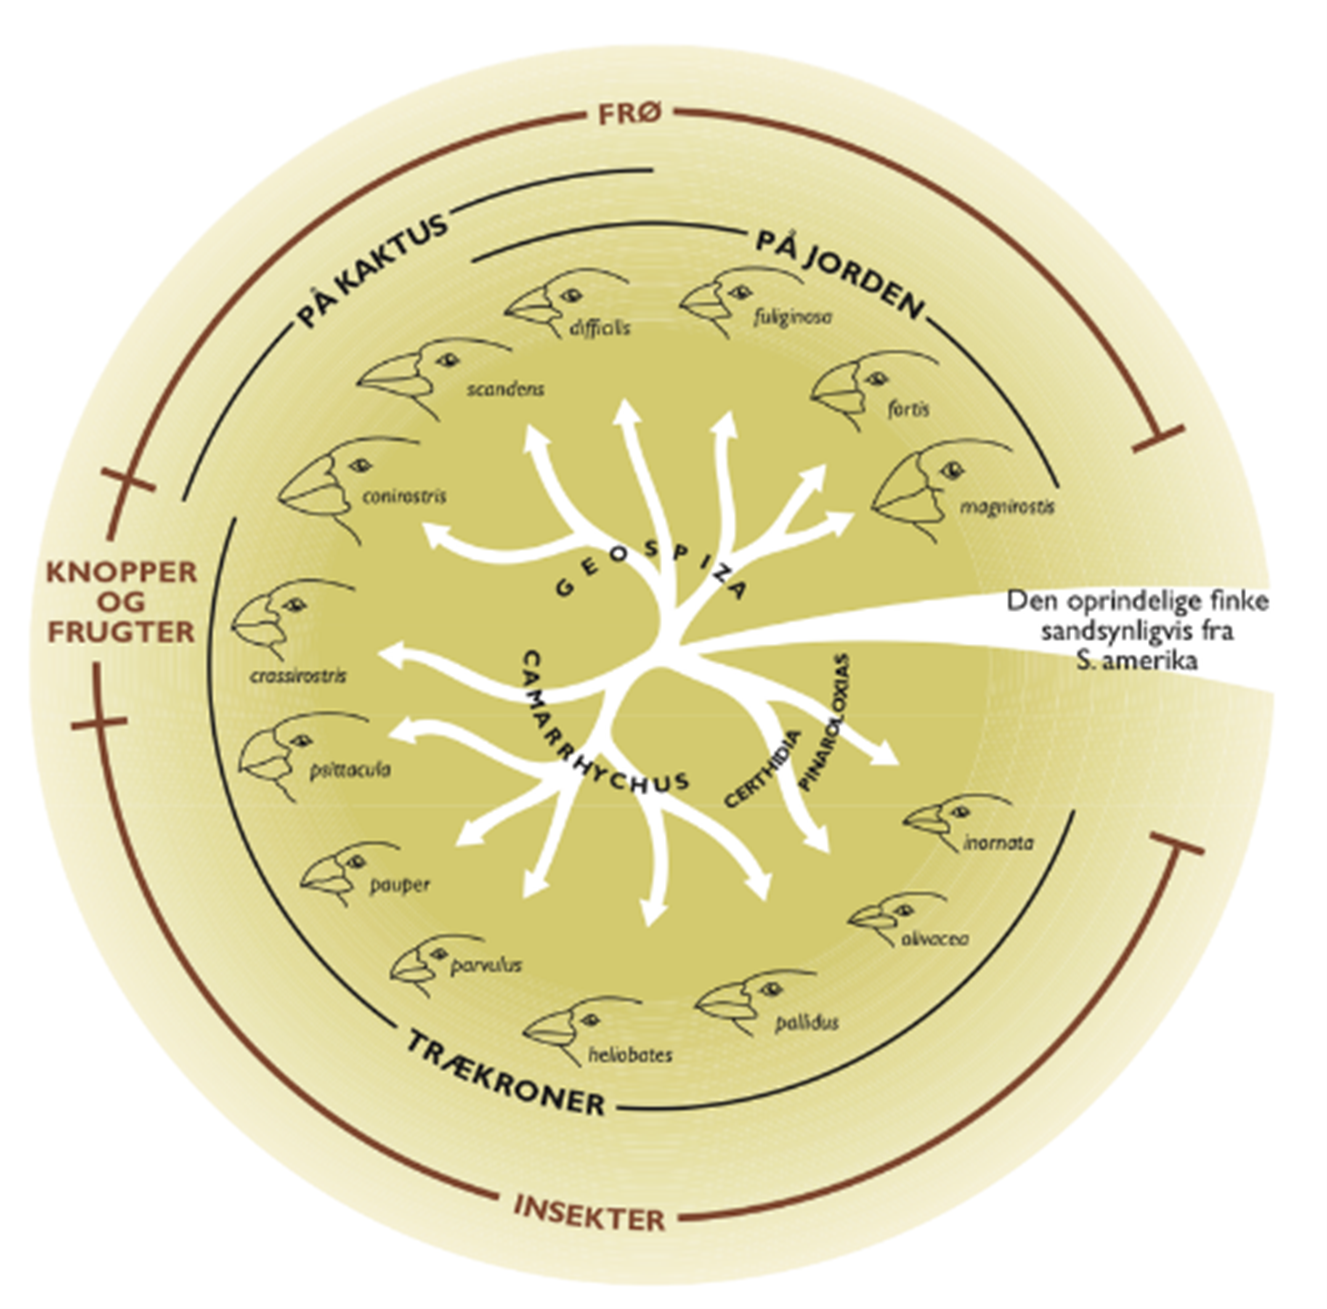 FRØ
PÅ KAKTUS
PÅ JORDEN
difficilis
fuliginosa
scandens
fortis
conirostris
magnirostis
GEOSPIZA
KNOPPER
OG
FRUGTER
Den oprindelige finke
sandsynligvis fra
S. amerika
crassirostris
CAMARRHYCHUS
CERTHIDIA
PINAROLOXIAS
psittacula
inornata
pauper
olivacea
parvulus
pallidus
heliobates
TRÆKRONER
INSEKTER